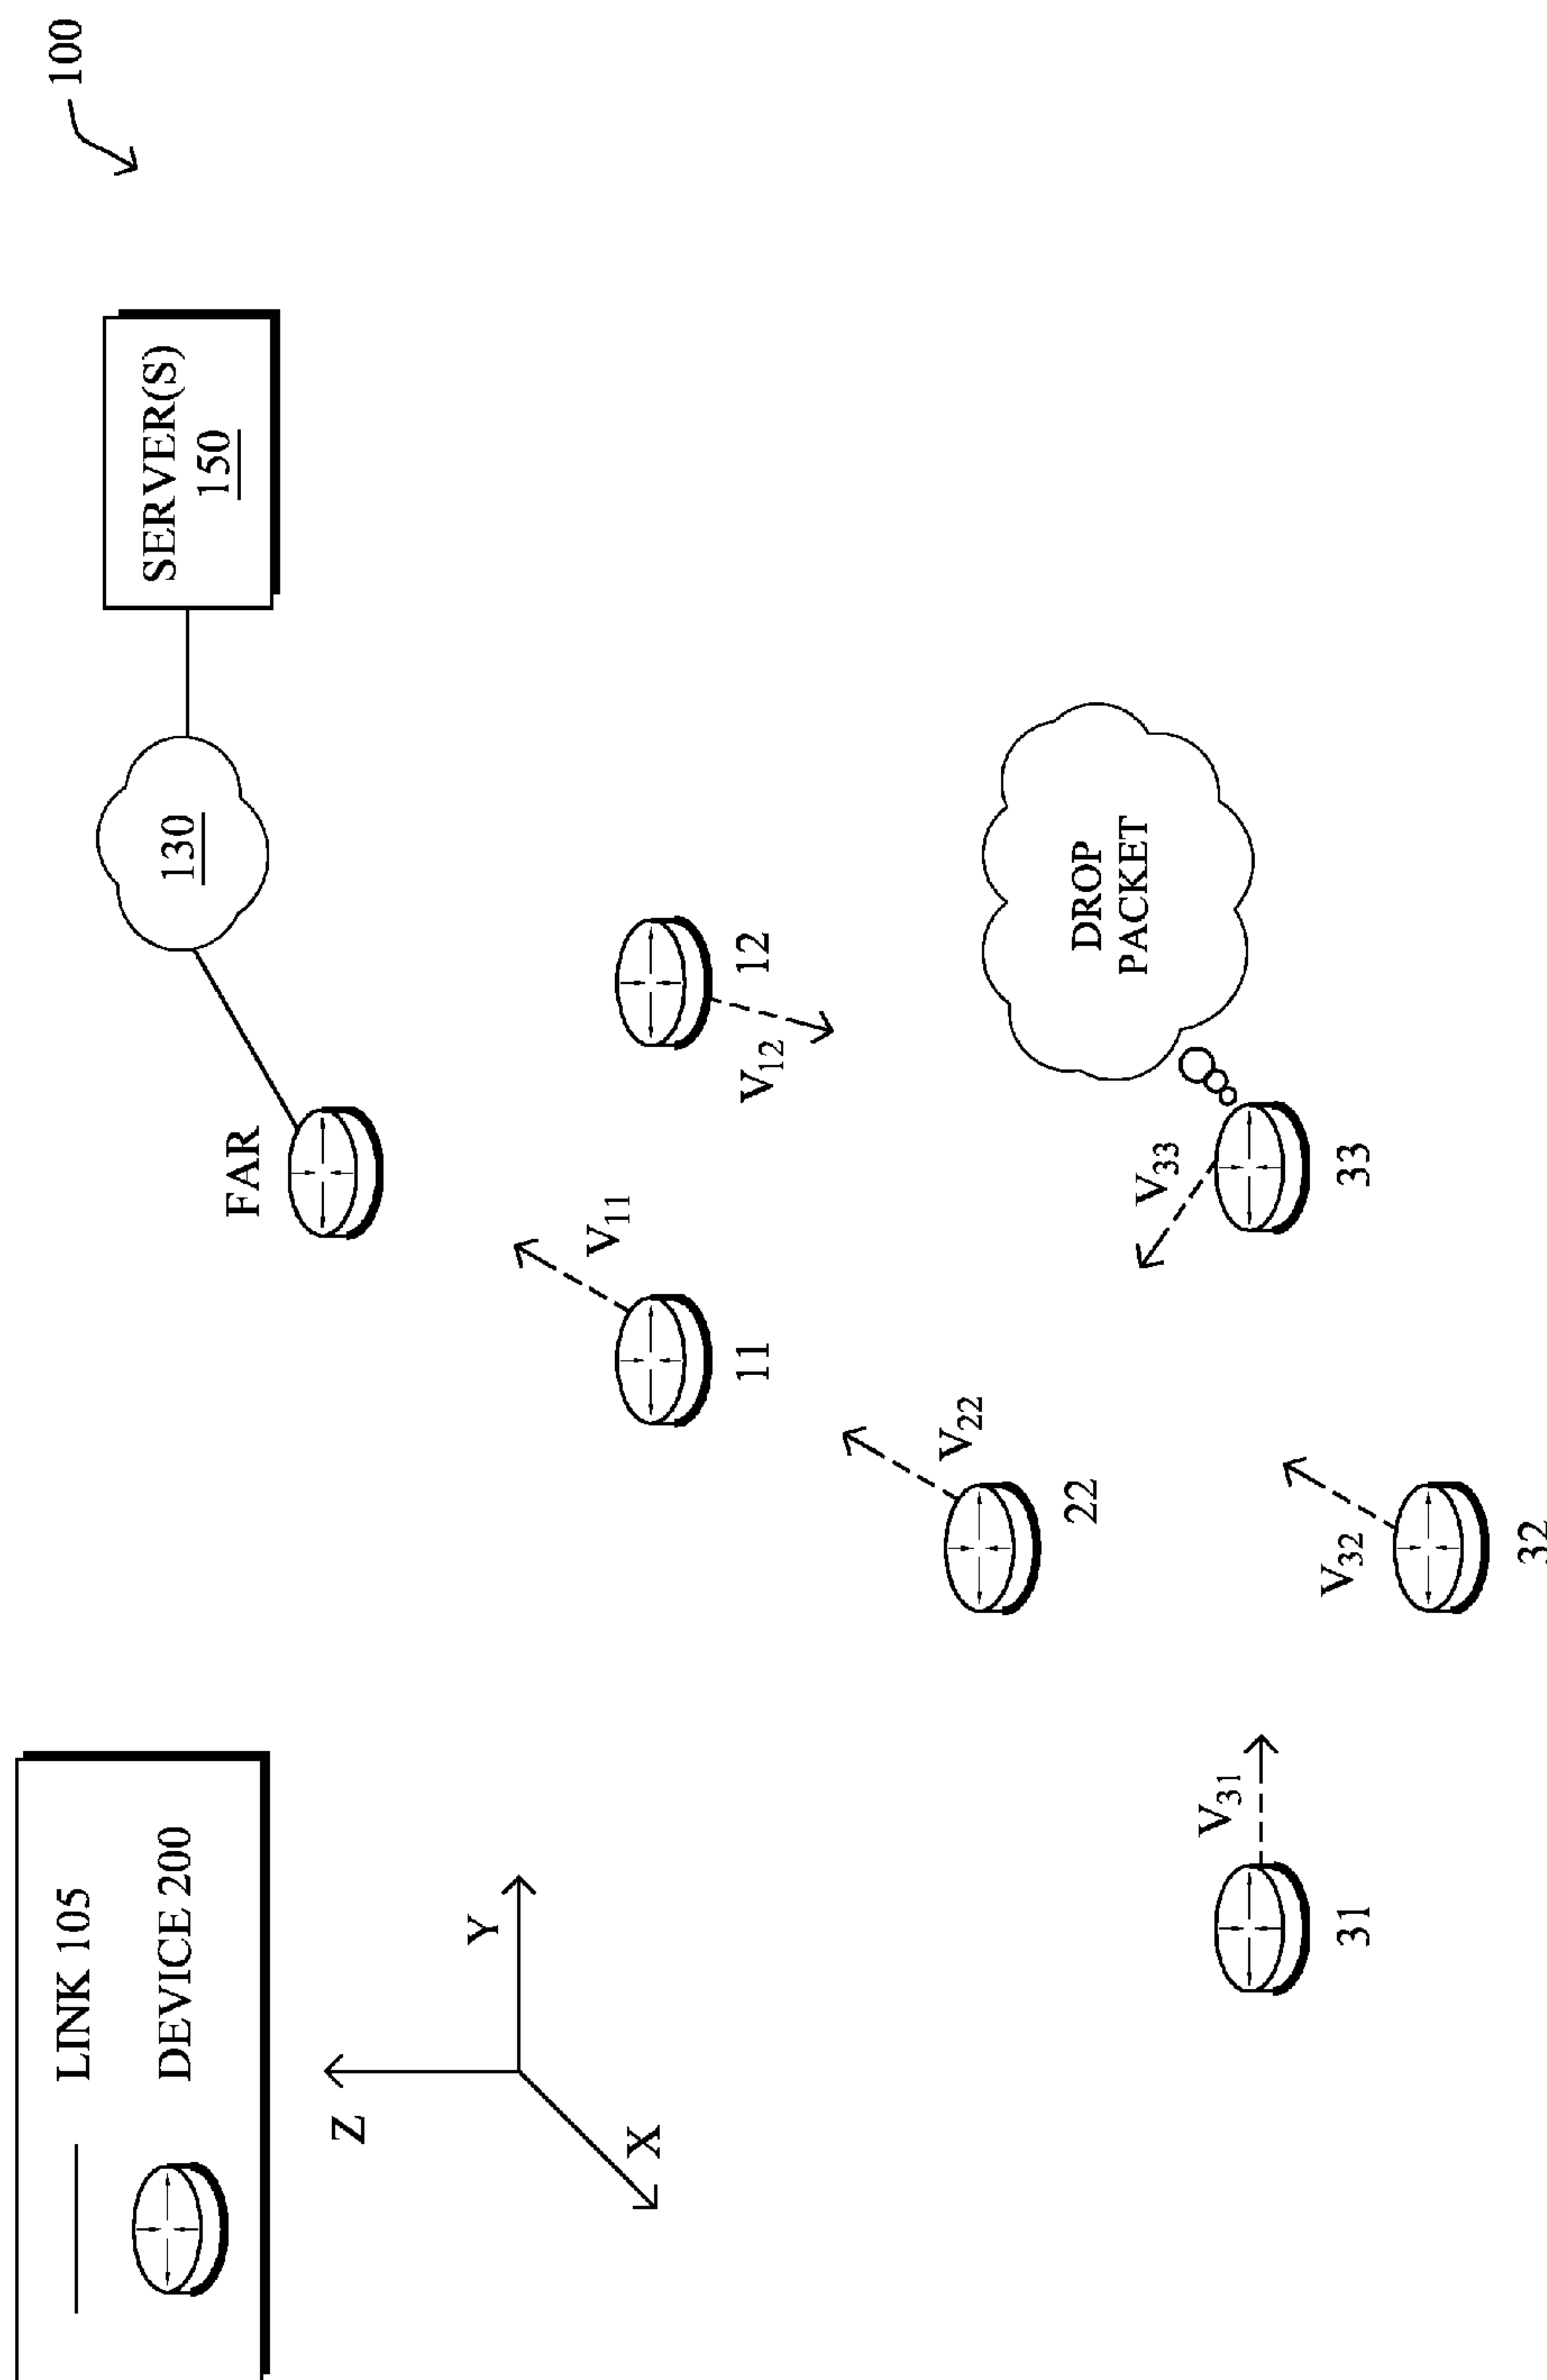 100
LINK 105
DEVICE 200
SERVER(S)
150
130
FAR
Z
Y
X
V11
11
V12
12
V22
22
DROP
PACKET
V33
33
V31
31
V32
32